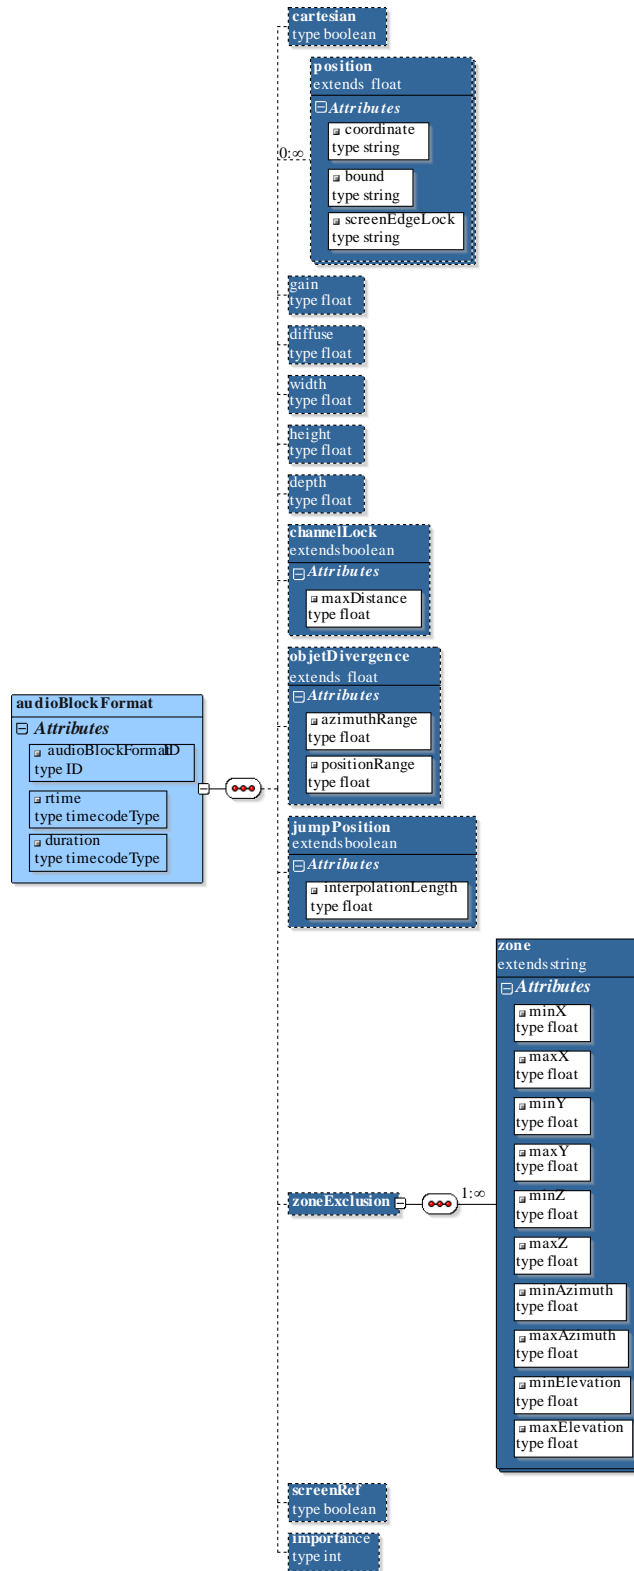 cartesian
type boolean
position
extends float
Attributes
coordinate
type string
0:∞
bound
type string
screenEdgeLock
type string
gain
type float
diffuse
type float
width
type float
height
type float
depth
type float
channelLock
extends boolean
Attributes
maxDistance
type float
objetDivergence
extends float
Attributes
azimuthRange
type float
positionRange
type float
audioBlockFormat
Attributes
audioBlockFormatID
type ID
rtime
type timecodeType
duration
type timecodeType
jumpPosition
extends boolean
Attributes
interpolationLength
type float
zone
extends string
Attributes
minX
type float
maxX
type float
minY
type float
maxY
type float
minZ
type float
maxZ
type float
minAzimuth
type float
maxAzimuth
type float
minElevation
type float
maxElevation
type float
zoneExclusion
1:∞
screenRef
type boolean
importance
type int